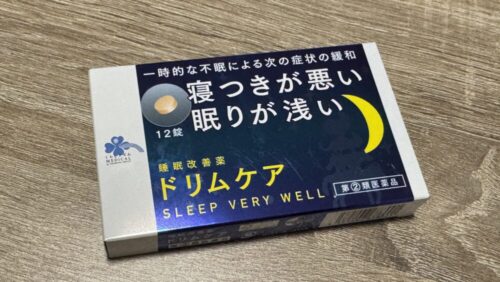 一時的な不眠による次の症状の緩和
寝つきが悪い
眠りが浅い
12錠
睡眠改善薬
ドリムケア
SLEEP VERY WELL
指②類医薬品
MEDICAL